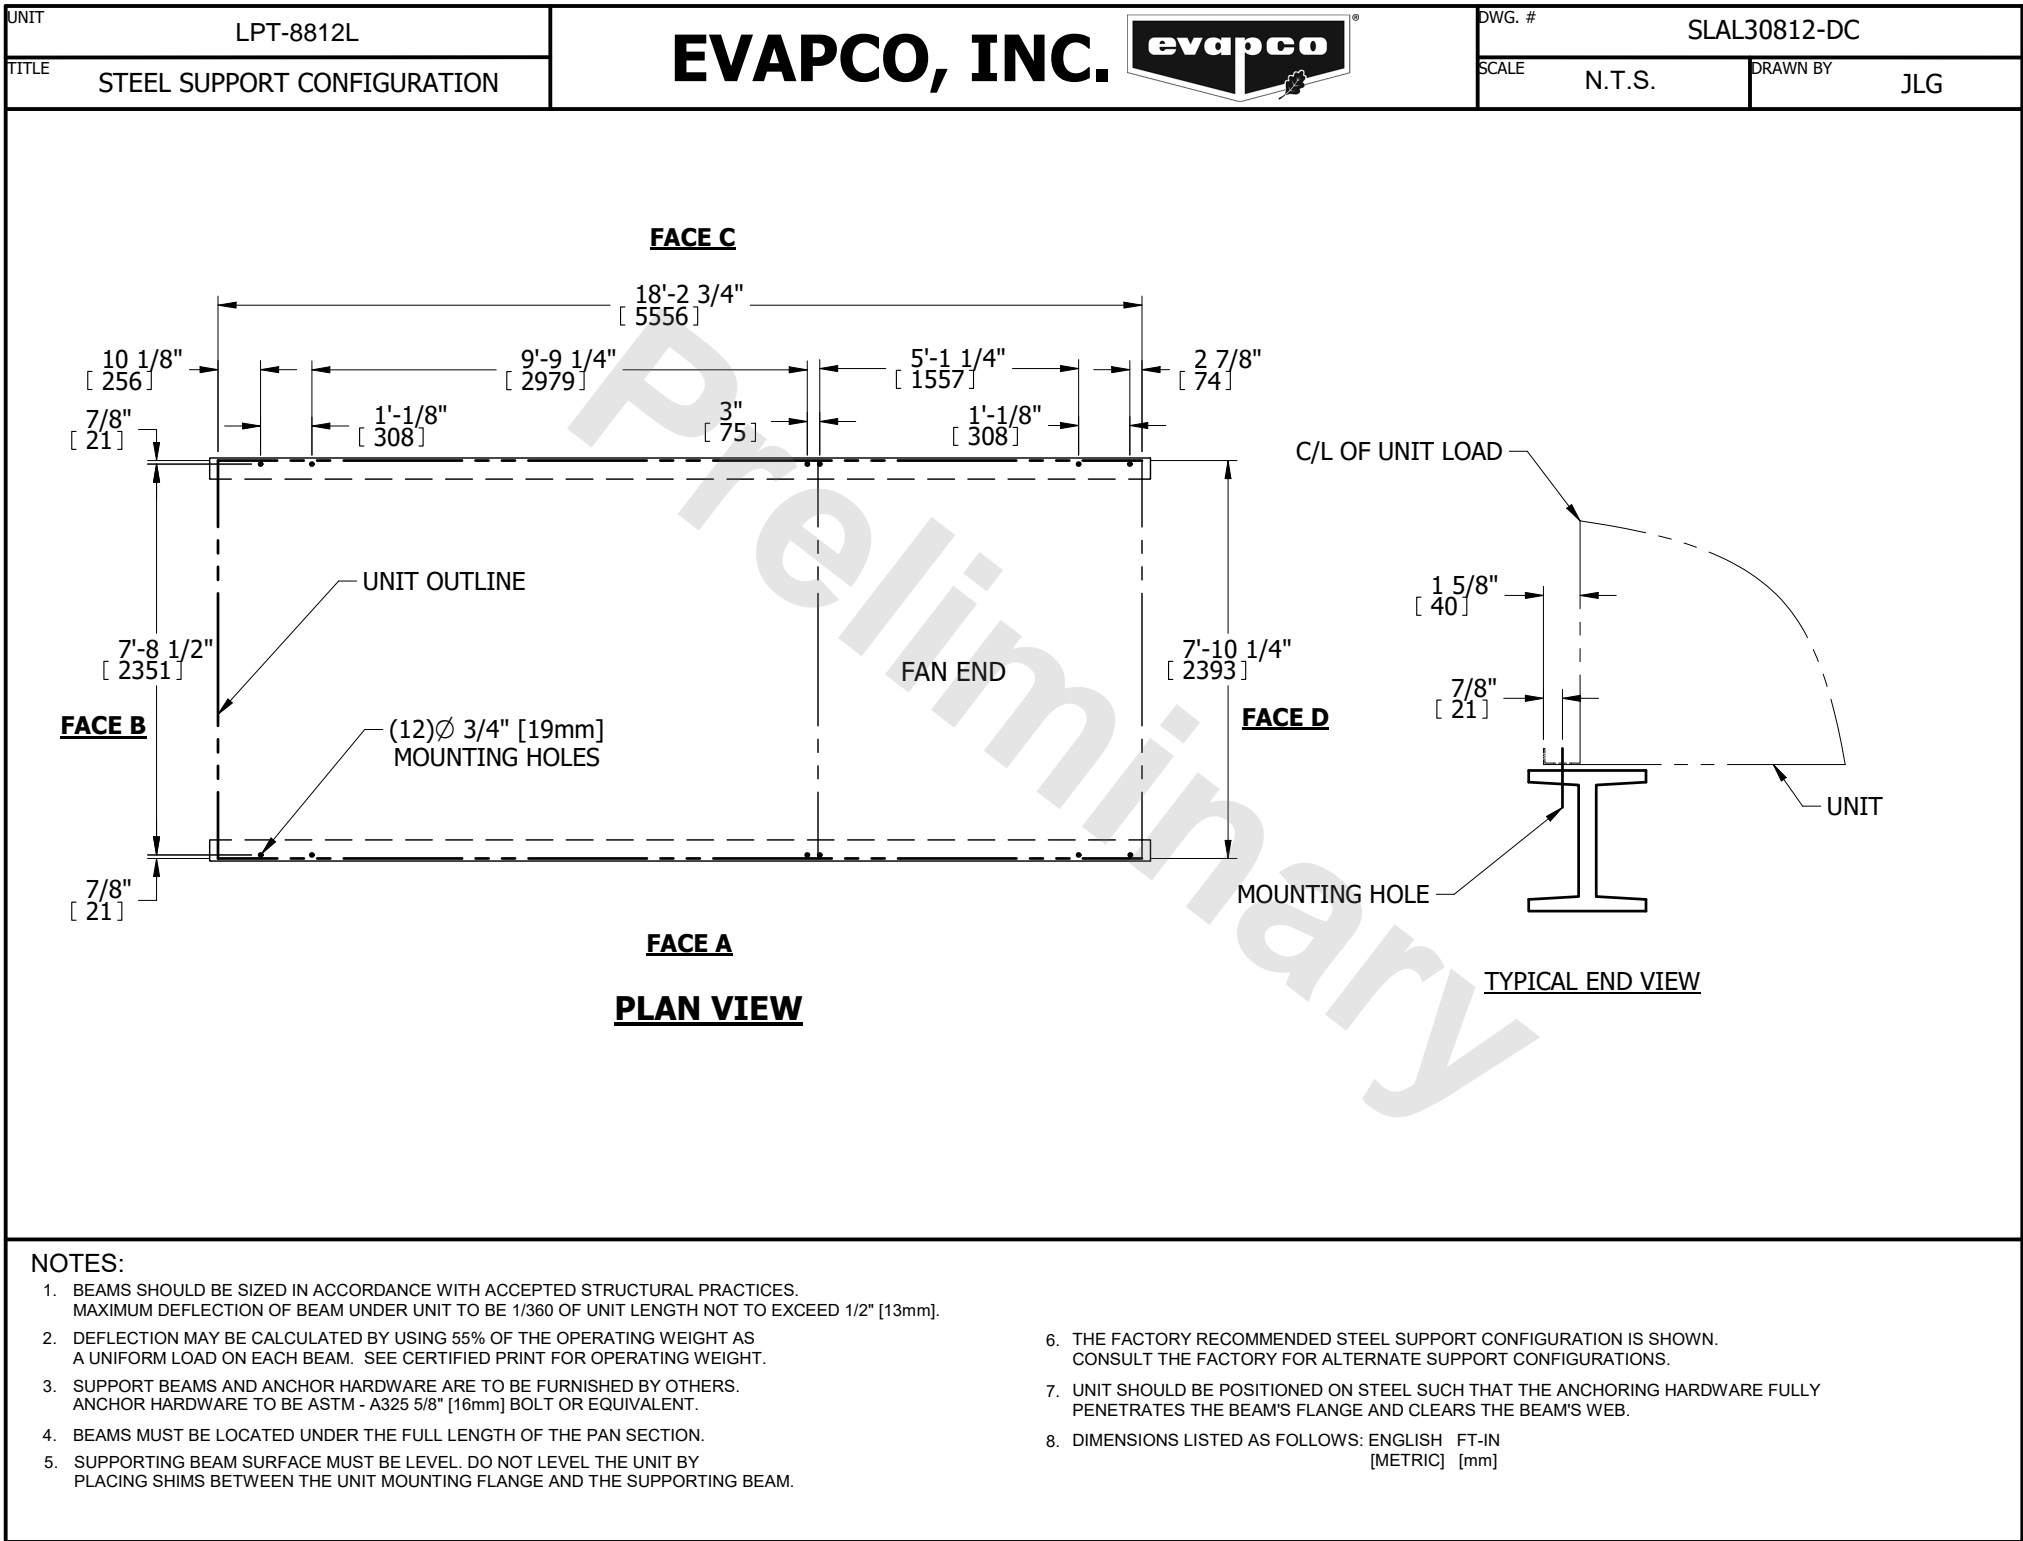 UNIT
LPT-8812L
TITLE
STEEL SUPPORT CONFIGURATION
EVAPCO, INC.
evapco
®
DWG. #
SLAL30812-DC
SCALE
N.T.S.
DRAWN BY
JLG
FACE C
18'-2 3/4"
[ 5556 ]
10 1/8"
[ 256 ]
9'-9 1/4"
[ 2979 ]
5'-1 1/4"
[ 1557 ]
2 7/8"
[ 74 ]
7/8"
[ 21 ]
1'-1/8"
[ 308 ]
3"
[ 75 ]
1'-1/8"
[ 308 ]
C/L OF UNIT LOAD
UNIT OUTLINE
1 5/8"
[ 40 ]
7'-8 1/2"
[ 2351 ]
FAN END
7'-10 1/4"
[ 2393 ]
7/8"
[ 21 ]
FACE B
(12)Ø 3/4" [19mm]
MOUNTING HOLES
FACE D
UNIT
7/8"
[ 21 ]
MOUNTING HOLE
FACE A
TYPICAL END VIEW
PLAN VIEW
Preliminary
NOTES:
1. BEAMS SHOULD BE SIZED IN ACCORDANCE WITH ACCEPTED STRUCTURAL PRACTICES.
MAXIMUM DEFLECTION OF BEAM UNDER UNIT TO BE 1/360 OF UNIT LENGTH NOT TO EXCEED 1/2" [13mm].
2. DEFLECTION MAY BE CALCULATED BY USING 55% OF THE OPERATING WEIGHT AS
A UNIFORM LOAD ON EACH BEAM. SEE CERTIFIED PRINT FOR OPERATING WEIGHT.
3. SUPPORT BEAMS AND ANCHOR HARDWARE ARE TO BE FURNISHED BY OTHERS.
ANCHOR HARDWARE TO BE ASTM - A325 5/8" [16mm] BOLT OR EQUIVALENT.
4. BEAMS MUST BE LOCATED UNDER THE FULL LENGTH OF THE PAN SECTION.
5. SUPPORTING BEAM SURFACE MUST BE LEVEL. DO NOT LEVEL THE UNIT BY
PLACING SHIMS BETWEEN THE UNIT MOUNTING FLANGE AND THE SUPPORTING BEAM.
6. THE FACTORY RECOMMENDED STEEL SUPPORT CONFIGURATION IS SHOWN.
CONSULT THE FACTORY FOR ALTERNATE SUPPORT CONFIGURATIONS.
7. UNIT SHOULD BE POSITIONED ON STEEL SUCH THAT THE ANCHORING HARDWARE FULLY
PENETRATES THE BEAM'S FLANGE AND CLEARS THE BEAM'S WEB.
8. DIMENSIONS LISTED AS FOLLOWS: ENGLISH FT-IN
[METRIC] [mm]